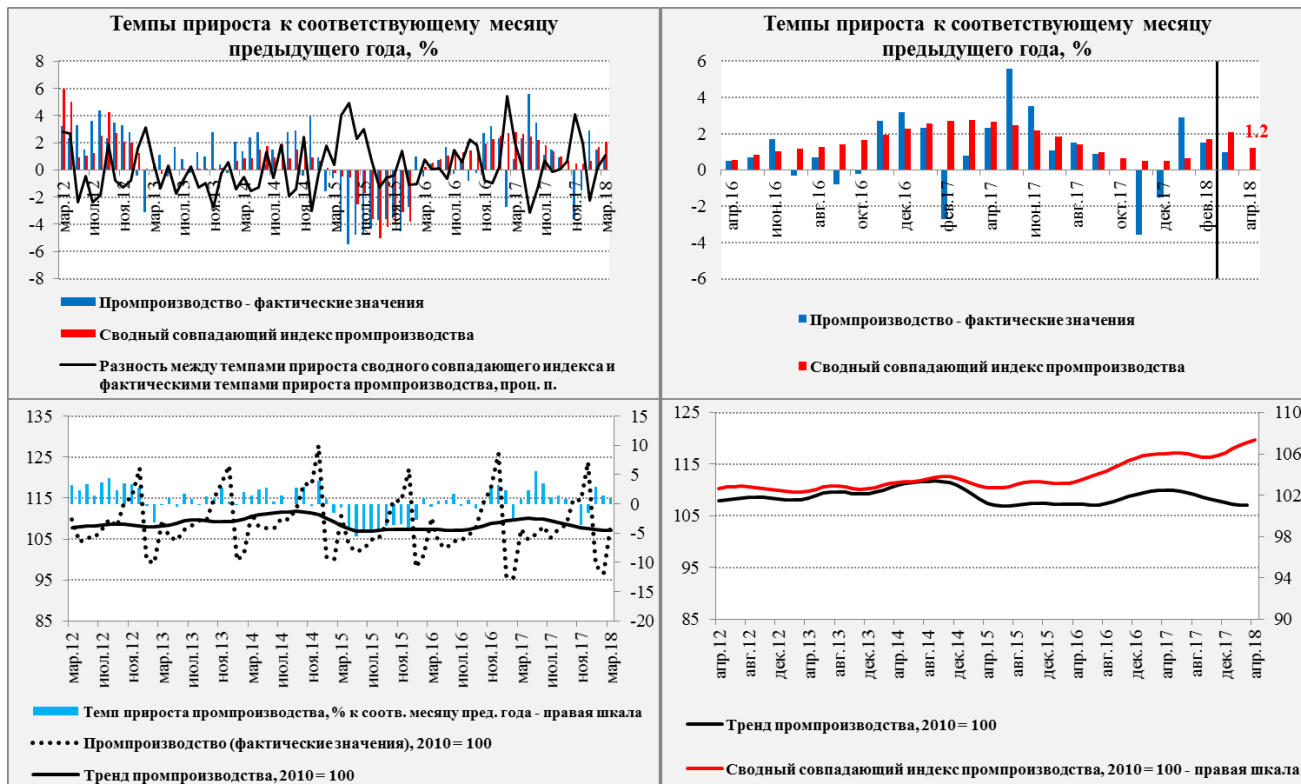 Темпы прироста к соответствующему месяцу
предыдущего года, %
8
6
4
2
0
-2
-4
-6
-8
мар.12
июл.12
ноя.12
мар.13
июл.13
ноя.13
мар.14
июл.14
ноя.14
мар.15
июл.15
ноя.15
мар.16
июл.16
ноя.16
мар.17
июл.17
ноя.17
мар.18
Промпроизводство - фактические значения
Сводный совпадающий индекс промпроизводства
Разность между темпами прироста сводного совпадающего индекса и
фактическими темпами прироста промпроизводства, проц. п.
Темпы прироста к соответствующему месяцу
предыдущего года, %
6
4
2
0
-2
-4
-6
1.2
апр.16
июн.16
авг.16
окт.16
дек.16
фев.17
апр.17
июн.17
авг.17
окт.17
дек.17
фев.18
апр.18
Промпроизводство - фактические значения
Сводный совпадающий индекс промпроизводства
135
125
115
105
95
85
15
10
5
0
-5
-10
-15
-20
мар.12
июл.12
ноя.12
мар.13
июл.13
ноя.13
мар.14
июл.14
ноя.14
мар.15
июл.15
ноя.15
мар.16
июл.16
ноя.16
мар.17
июл.17
ноя.17
мар.18
Темп прироста промпроизводства, % к соотв. месяцу пред. года - правая шкала
Промпроизводство (фактические значения), 2010 = 100
Тренд промпроизводства, 2010 = 100
125
115
105
95
85
110
106
102
98
94
90
апр.12
авг.12
дек.12
апр.13
авг.13
дек.13
апр.14
авг.14
дек.14
апр.15
авг.15
дек.15
апр.16
авг.16
дек.16
апр.17
авг.17
дек.17
апр.18
Тренд промпроизводства, 2010 = 100
Сводный совпадающий индекс промпроизводства, 2010 = 100 - правая шкала